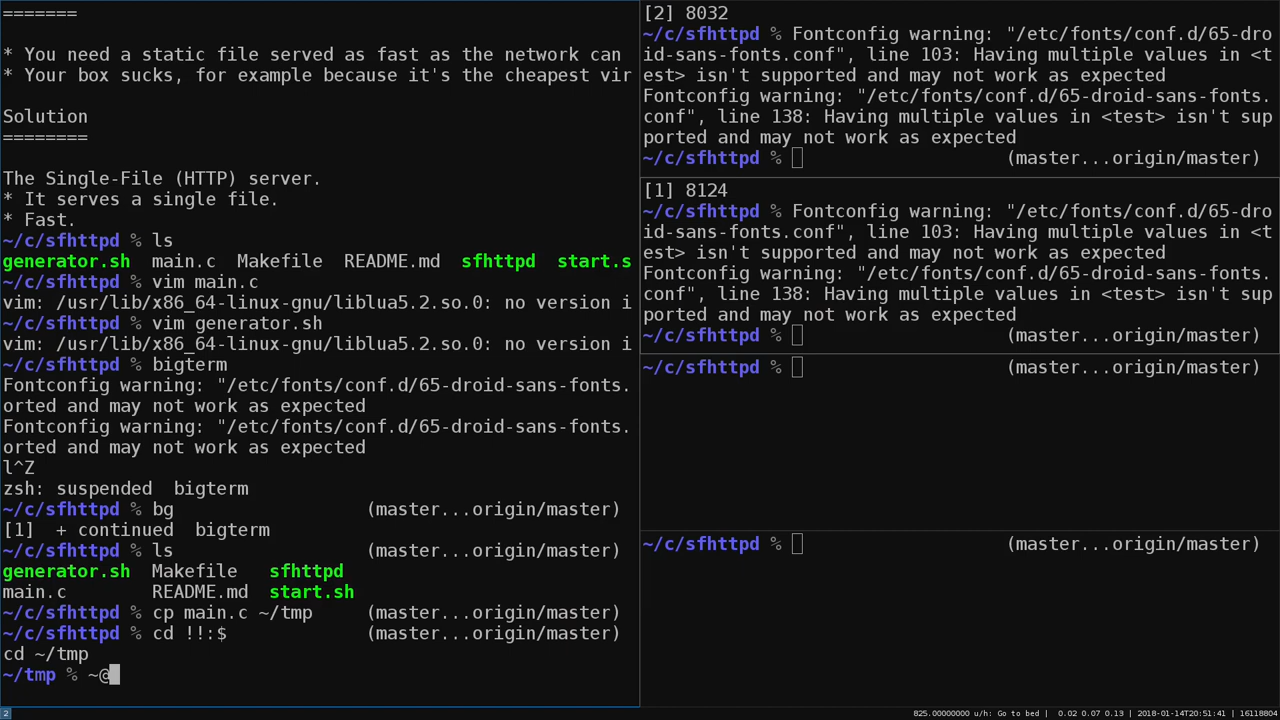 =======
* You need a static file served as fast as the network can
* Your box sucks, for example because it's the cheapest vir
Solution
========
The Single-File (HTTP) server.
* It serves a single file.
* Fast.
~/c/sfhttpd % ls
generator.sh  main.c  Makefile  README.md  sfhttpd  start.s
~/c/sfhttpd % vim main.c
vim: /usr/lib/x86_64-linux-gnu/liblua5.2.so.0: no version i
~/c/sfhttpd % vim generator.sh
vim: /usr/lib/x86_64-linux-gnu/liblua5.2.so.0: no version i
~/c/sfhttpd % bigterm
Fontconfig warning: "/etc/fonts/conf.d/65-droid-sans-fonts.
orted and may not work as expected
Fontconfig warning: "/etc/fonts/conf.d/65-droid-sans-fonts.
orted and may not work as expected
l^Z
zsh: suspended  bigterm
~/c/sfhttpd % bg (master...origin/master)
[1]  + continued  bigterm
~/c/sfhttpd % ls (master...origin/master)
generator.sh  Makefile   sfhttpd
main.c        README.md  start.sh
~/c/sfhttpd % cp main.c ~/tmp (master...origin/master)
~/c/sfhttpd % cd !!:$ (master...origin/master)
cd ~/tmp
~/tmp % ~@
[2] 8032
~/c/sfhttpd % Fontconfig warning: "/etc/fonts/conf.d/65-dro
id-sans-fonts.conf", line 103: Having multiple values in <t
est> isn't supported and may not work as expected
Fontconfig warning: "/etc/fonts/conf.d/65-droid-sans-fonts.
conf", line 138: Having multiple values in <test> isn't sup
ported and may not work as expected
~/c/sfhttpd % (master...origin/master)
[1] 8124
~/c/sfhttpd % Fontconfig warning: "/etc/fonts/conf.d/65-dro
id-sans-fonts.conf", line 103: Having multiple values in <t
est> isn't supported and may not work as expected
Fontconfig warning: "/etc/fonts/conf.d/65-droid-sans-fonts.
conf", line 138: Having multiple values in <test> isn't sup
ported and may not work as expected
~/c/sfhttpd % (master...origin/master)
~/c/sfhttpd % (master...origin/master)
~/c/sfhttpd % (master...origin/master)
2
825.00000000 u/h: Go to bed | 0.02 0.07 0.13 | 2018-01-14T20:51:41 | 16118804